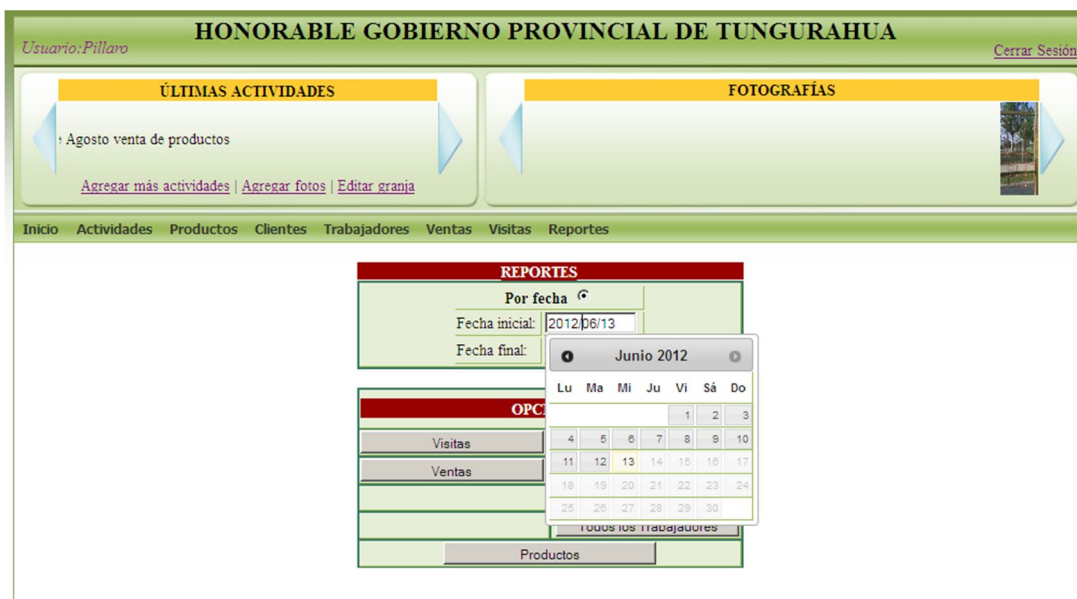 HONORABLE GOBIERNO PROVINCIAL DE TUNGURAHUA
Usuario:Pillaro
Cerrar Sesión
ÚLTIMAS ACTIVIDADES
FOTOGRAFÍAS
Agosto venta de productos
Agregar más actividades | Agregar fotos | Editar granja
Inicio Actividades Productos Clientes Trabajadores Ventas Visitas Reportes
REPORTES
Por fecha
Fecha inicial: 2012/06/13
Fecha final:
Junio 2012
Lu Ma Mi Ju Vi Sá Do
1 2 3
4 5 6 7 8 9 10
11 12 13 14 15 16 17
18 19 20 21 22 23 24
25 26 27 28 29 30
OPC
Visitas
Ventas
Todos los Trabajadores
Productos